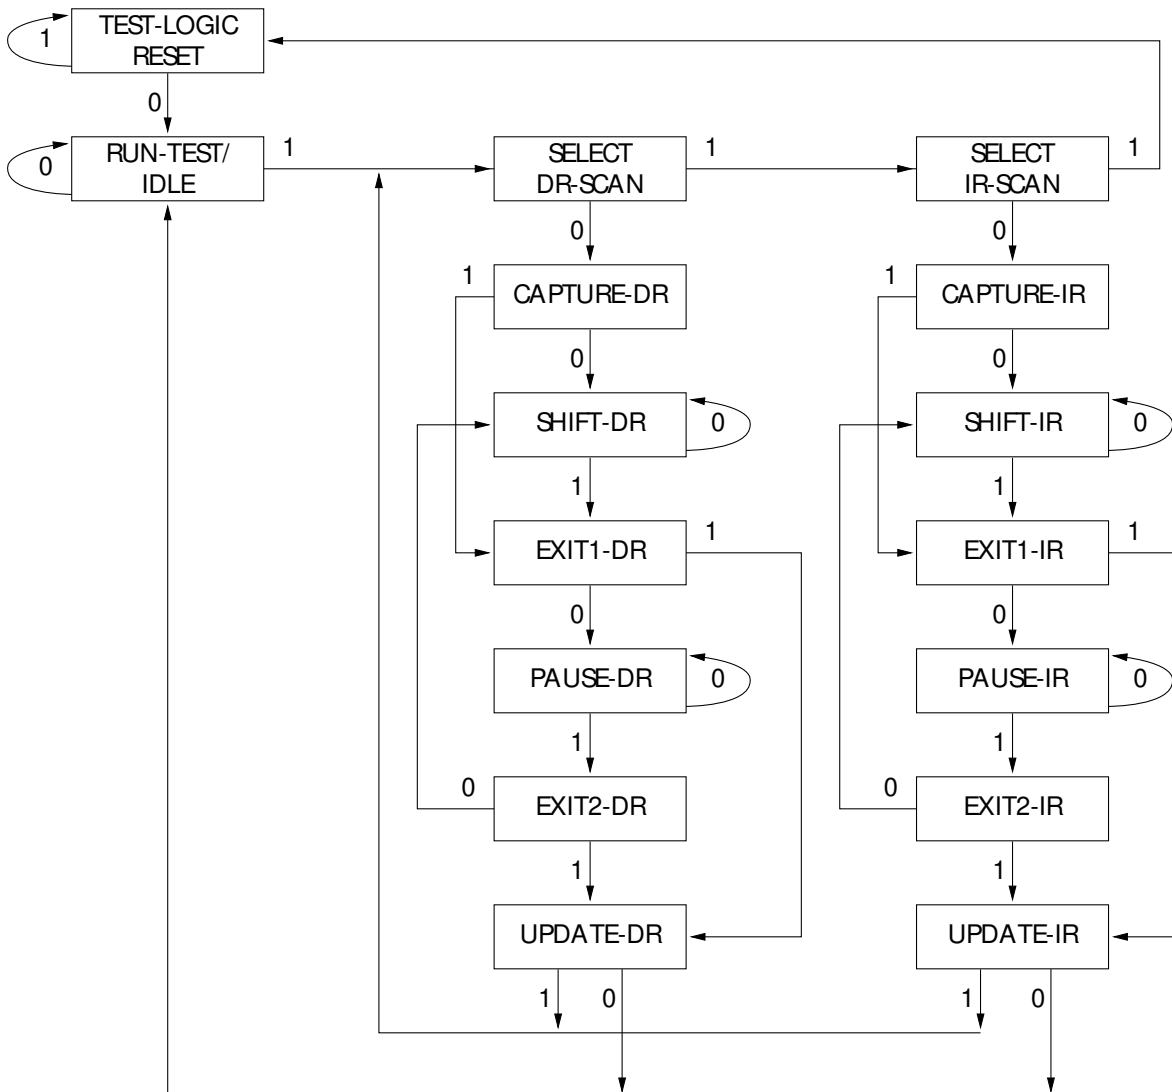 TEST-LOGIC
RESET
1
0
RUN-TEST/
IDLE
0
1
SELECT
DR-SCAN
1
SELECT
IR-SCAN
1
0
0
1
CAPTURE-DR
1
CAPTURE-IR
0
0
SHIFT-DR
0
SHIFT-IR
0
1
1
EXIT1-DR
1
EXIT1-IR
1
0
0
PAUSE-DR
0
PAUSE-IR
0
1
1
0
EXIT2-DR
0
EXIT2-IR
1
1
UPDATE-DR
UPDATE-IR
1
0
1
0